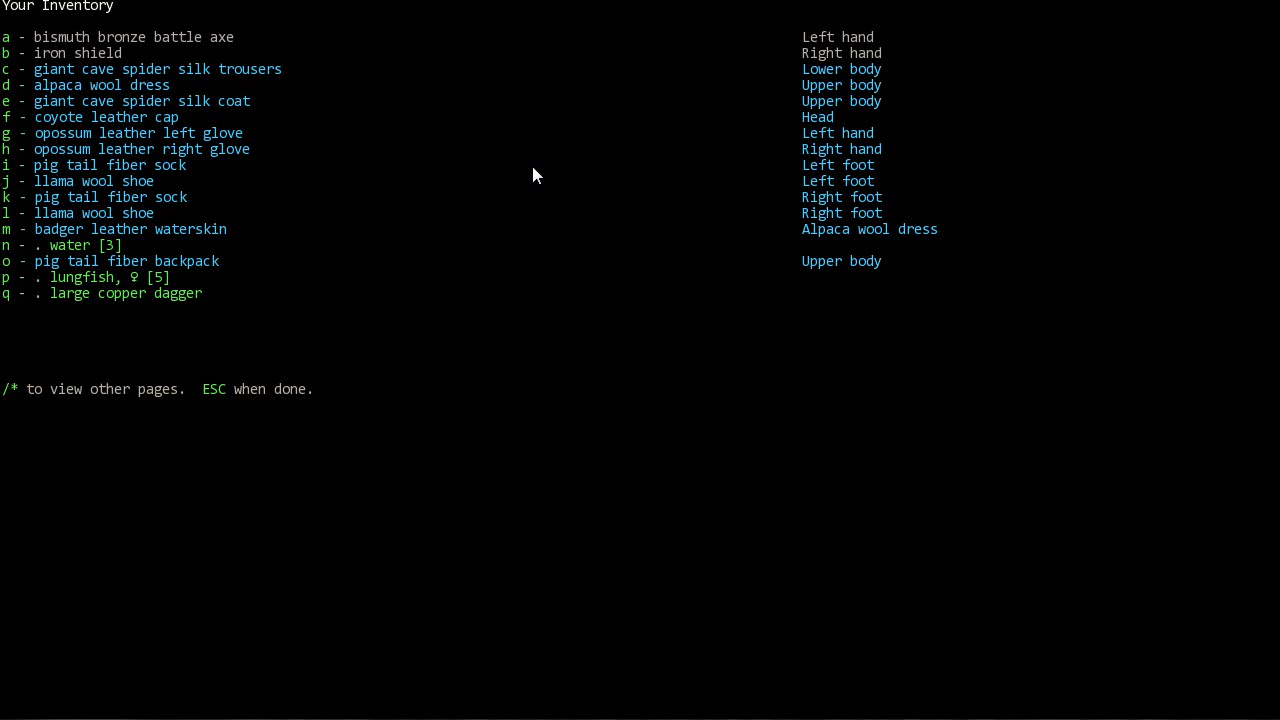 Your Inventory
a - bismuth bronze battle axe Left hand
b - iron shield Right hand
c - giant cave spider silk trousers Lower body
d - alpaca wool dress Upper body
e - giant cave spider silk coat Upper body
f - coyote leather cap Head
g - opossum leather left glove Left hand
h - opossum leather right glove Right hand
i - pig tail fiber sock Left foot
j - llama wool shoe Left foot
k - pig tail fiber sock Right foot
l - llama wool shoe Right foot
m - badger leather waterskin Alpaca wool dress
n - . water [3]
o - pig tail fiber backpack Upper body
p - . lungfish, ♀ [5]
q - . large copper dagger
/* to view other pages. ESC when done.